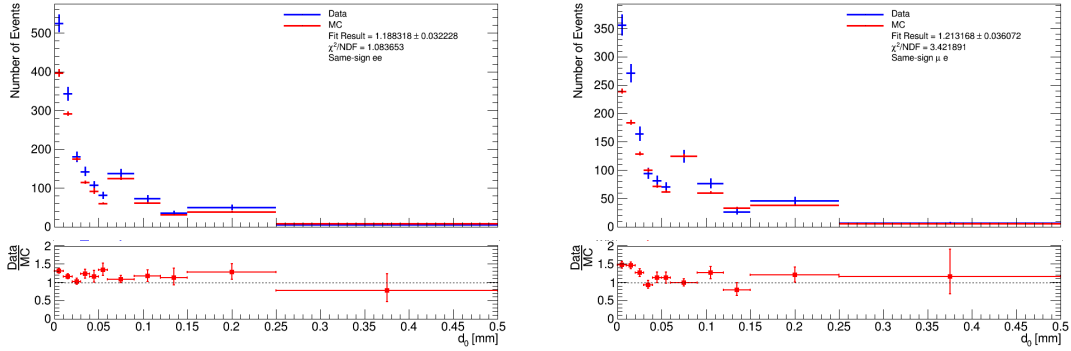 Number of Events
500
400
300
200
100
0
Data
MC
Fit Result = 1.188318 ± 0.032228
χ²/NDF = 1.083653
Same-sign ee
Data
MC
2
1.5
1
0.5
0
0 0.05 0.1 0.15 0.2 0.25 0.3 0.35 0.4 0.45 0.5
d₀ [mm]
Number of Events
350
300
250
200
150
100
50
0
Data
MC
Fit Result = 1.213168 ± 0.036072
χ²/NDF = 3.421891
Same-sign μ e
Data
MC
2
1.5
1
0.5
0
0 0.05 0.1 0.15 0.2 0.25 0.3 0.35 0.4 0.45 0.5
d₀ [mm]